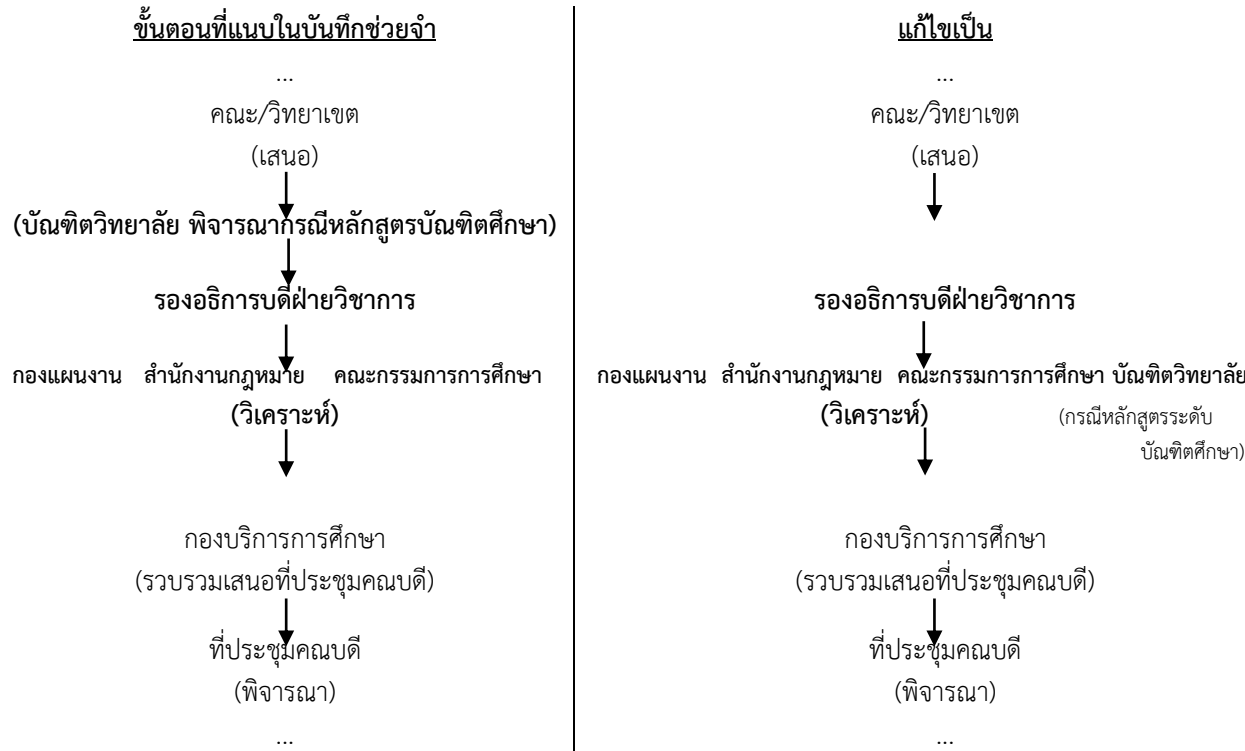 ขั้นตอนที่แนบในบันทึกช่วยจำ
...
คณะ/วิทยาเขต
(เสนอ)
(บัณฑิตวิทยาลัย พิจารณากรณีหลักสูตรบัณฑิตศึกษา)
รองอธิการบดีฝ่ายวิชาการ
กองแผนงาน สำนักงานกฎหมาย คณะกรรมการการศึกษา
(วิเคราะห์)
กองบริการการศึกษา
(รวบรวมเสนอที่ประชุมคณบดี)
ที่ประชุมคณบดี
(พิจารณา)
...
แก้ไขเป็น
...
คณะ/วิทยาเขต
(เสนอ)
รองอธิการบดีฝ่ายวิชาการ
กองแผนงาน สำนักงานกฎหมาย คณะกรรมการการศึกษา บัณฑิตวิทยาลัย
(วิเคราะห์) (กรณีหลักสูตรระดับ
บัณฑิตศึกษา)
กองบริการการศึกษา
(รวบรวมเสนอที่ประชุมคณบดี)
ที่ประชุมคณบดี
(พิจารณา)
...